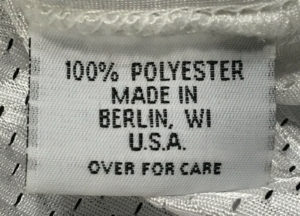 100% POLYESTER
MADE IN
BERLIN, WI
U.S.A.
OVER FOR CARE